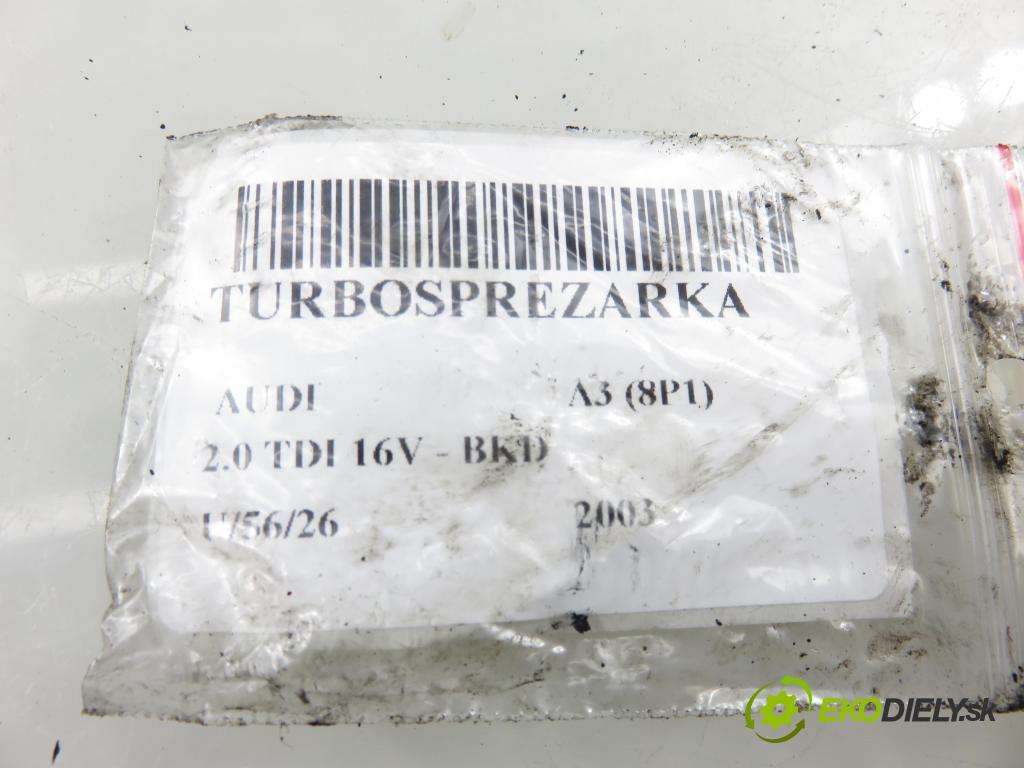 TURBOSPREZARKA
AUDI A3 (8P1)
2.0 TDI 16V - BKD
U/56/26 2003
EKODIELY.sk